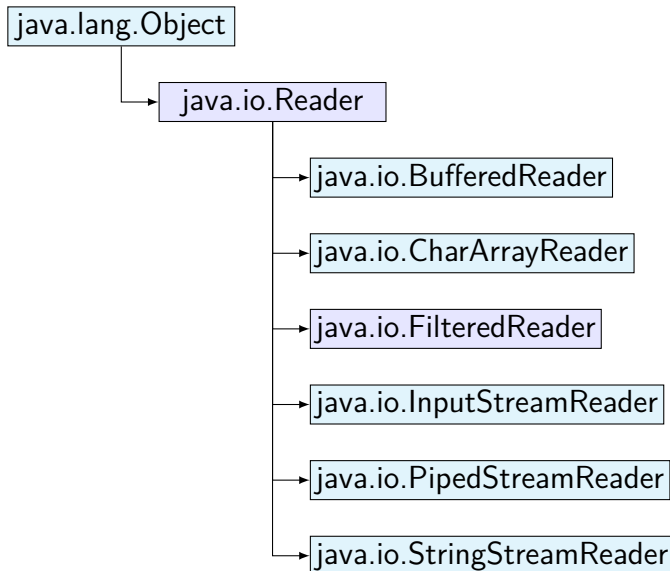 java.lang.Object
java.io.Reader
java.io.BufferedReader
java.io.CharArrayReader
java.io.FilteredReader
java.io.InputStreamReader
java.io.PipedStreamReader
java.io.StringStreamReader